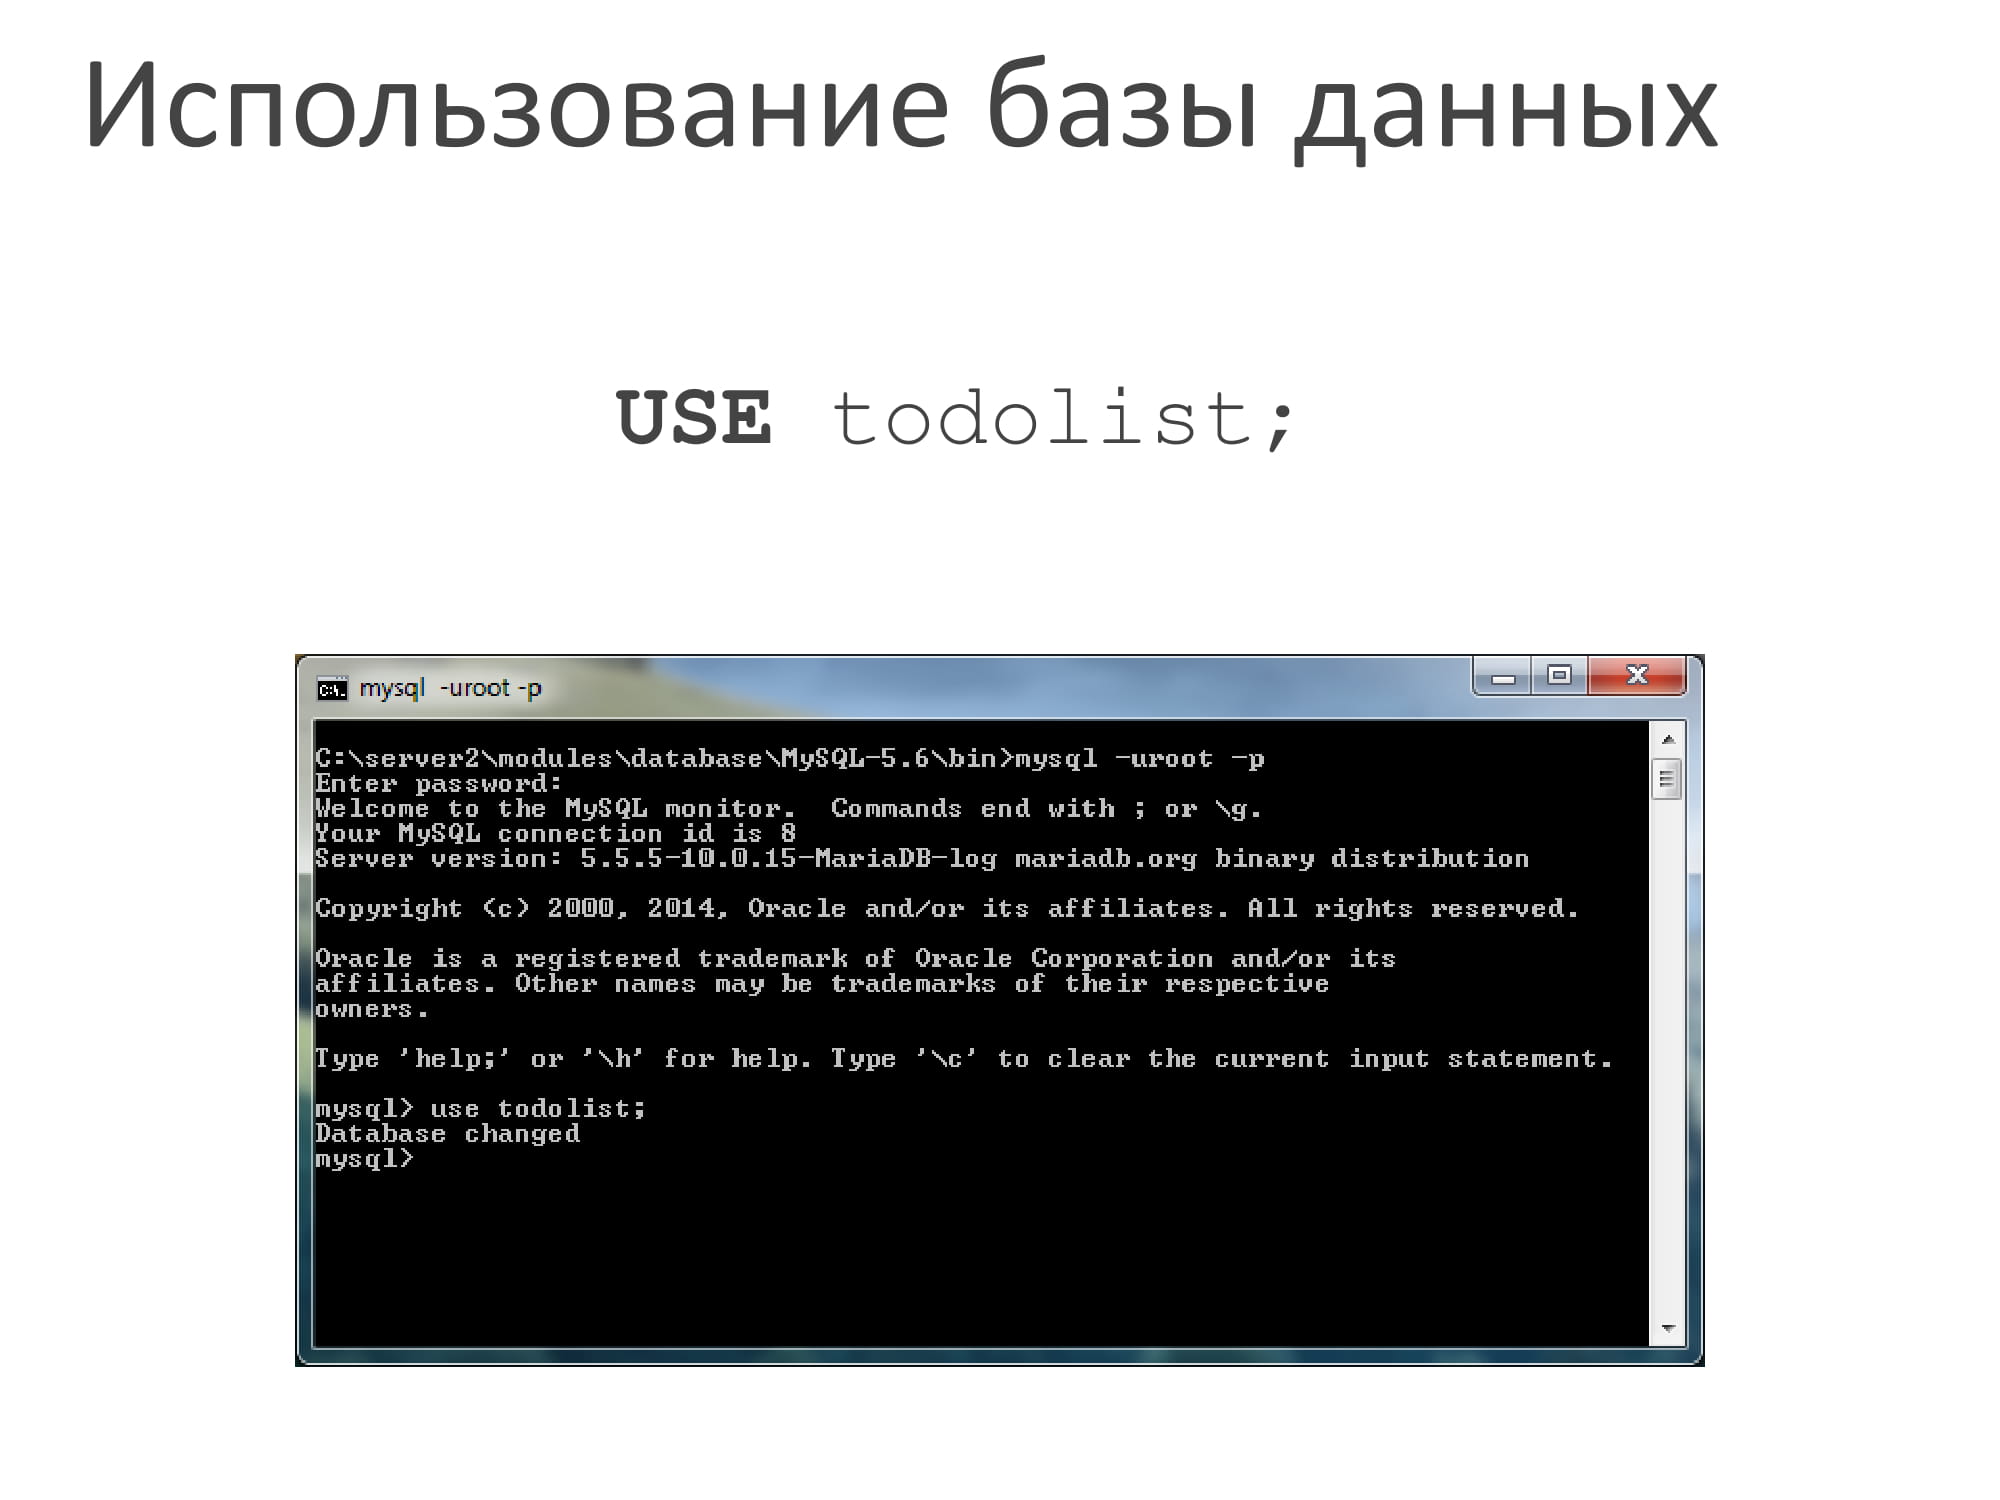 Использование базы данных
USE todolist;
mysql -uroot -p
C:\server2\modules\database\MySQL-5.6\bin>mysql -uroot -p
Enter password:
Welcome to the MySQL monitor.  Commands end with ; or \g.
Your MySQL connection id is 8
Server version: 5.5.5-10.0.15-MariaDB-log mariadb.org binary distribution
Copyright (c) 2000, 2014, Oracle and/or its affiliates. All rights reserved.
Oracle is a registered trademark of Oracle Corporation and/or its
affiliates. Other names may be trademarks of their respective
owners.
Type 'help;' or '\h' for help. Type '\c' to clear the current input statement.
mysql> use todolist;
Database changed
mysql>